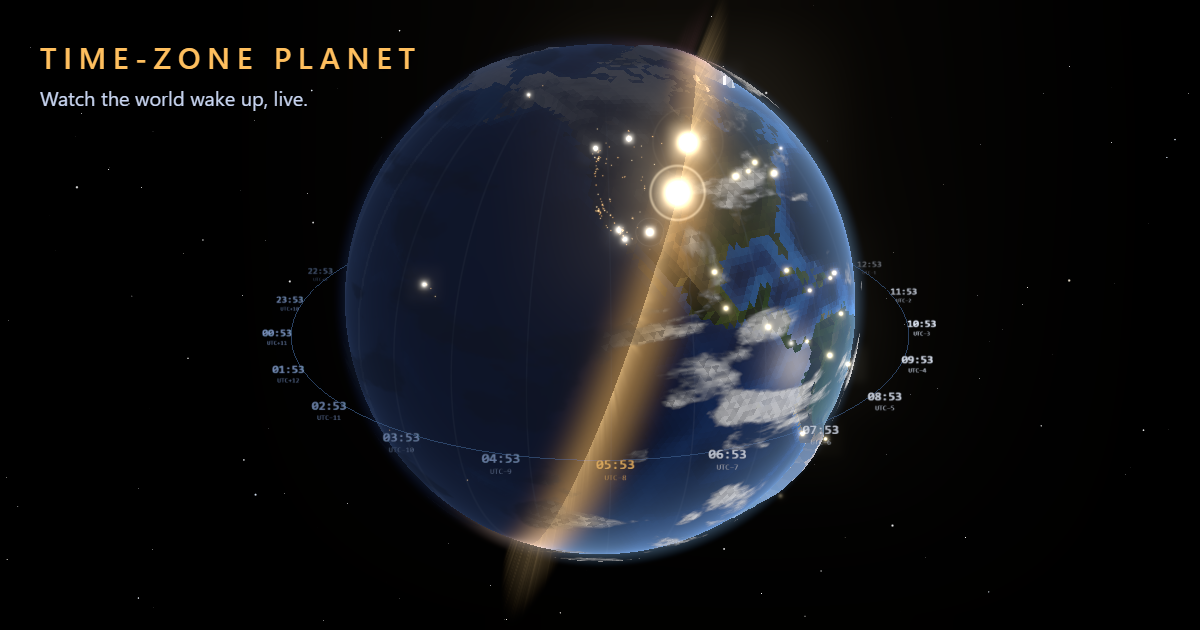 TIME-ZONE PLANET
Watch the world wake up, live.
22:53
12:53
23:53
UTC+10
11:53
UTC-2
00:53
UTC+11
10:53
UTC-3
01:53
UTC+12
09:53
UTC-4
02:53
UTC-11
08:53
UTC-5
03:53
UTC-10
07:53
04:53
UTC-9
05:53
UTC-8
06:53
UTC-7